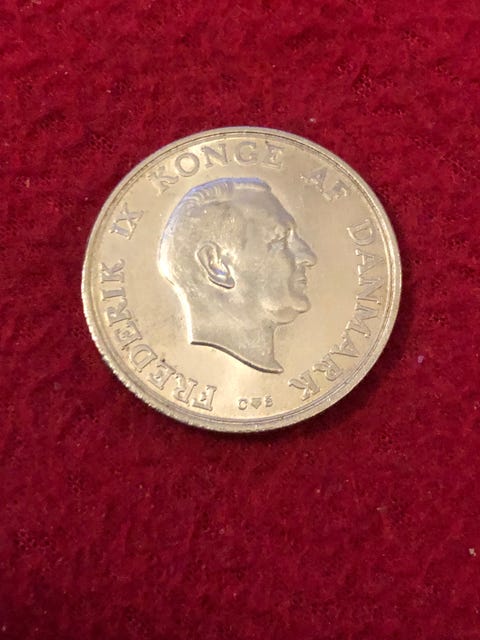 FREDERIK IX KONGE AF DANMARK
C S